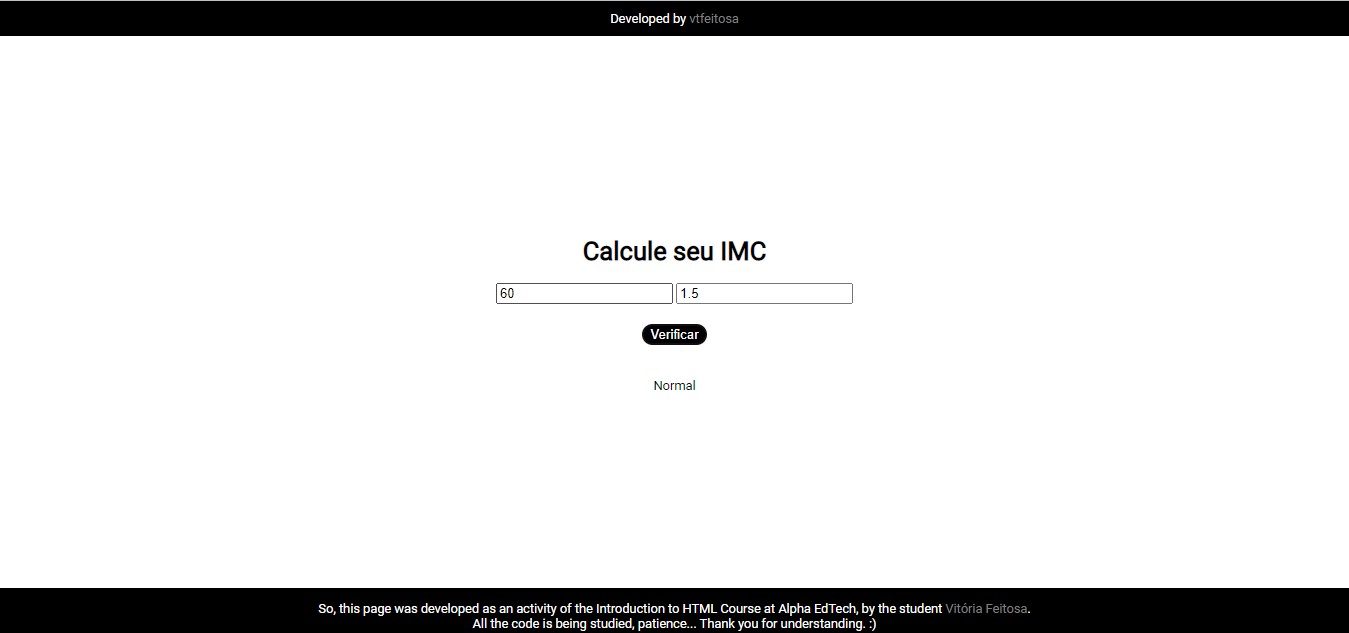 Developed by vtfeitosa
Calcule seu IMC
60 1.5
Verificar
Normal
So, this page was developed as an activity of the Introduction to HTML Course at Alpha EdTech, by the student Vitória Feitosa.
All the code is being studied, patience... Thank you for understanding. :)